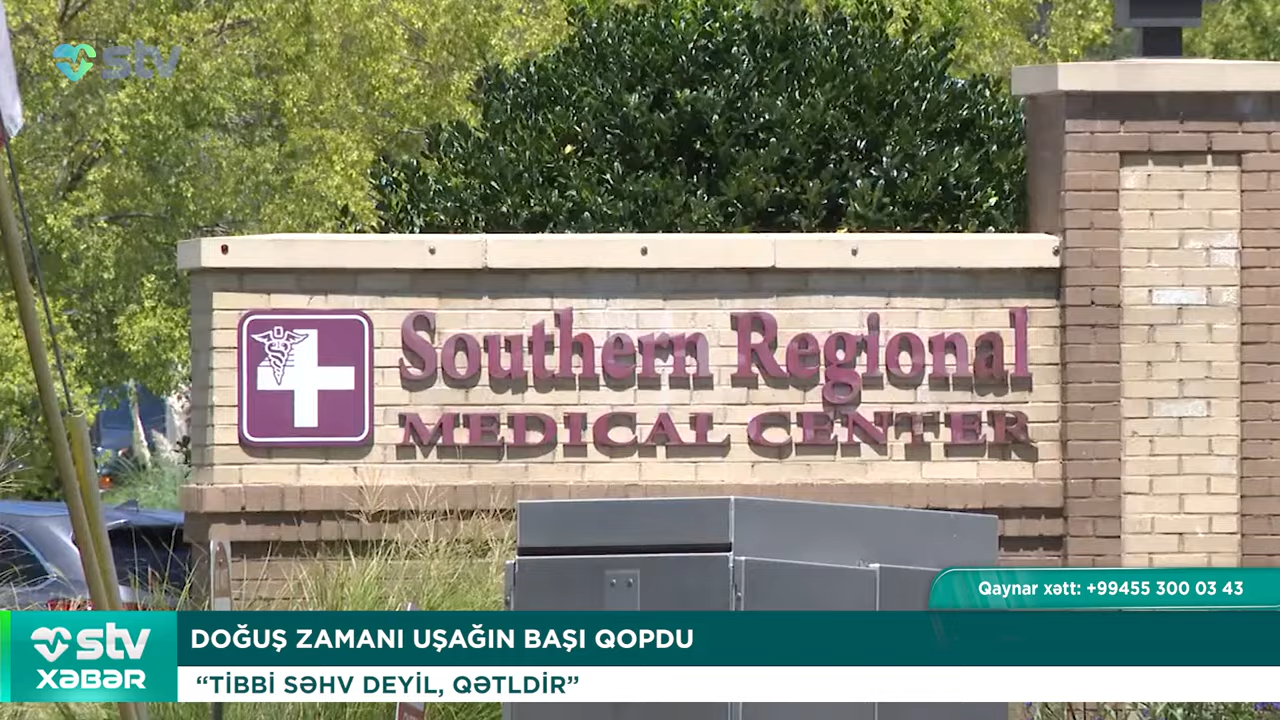 stv
Southern Regional
MEDICAL CENTER
Qaynar xətt: +99455 300 03 43
stv
XƏBƏR
DOĞUŞ ZAMANI UŞAĞIN BAŞI QOPDU
“TİBBİ SƏHV DEYİL, QƏTLDİR”